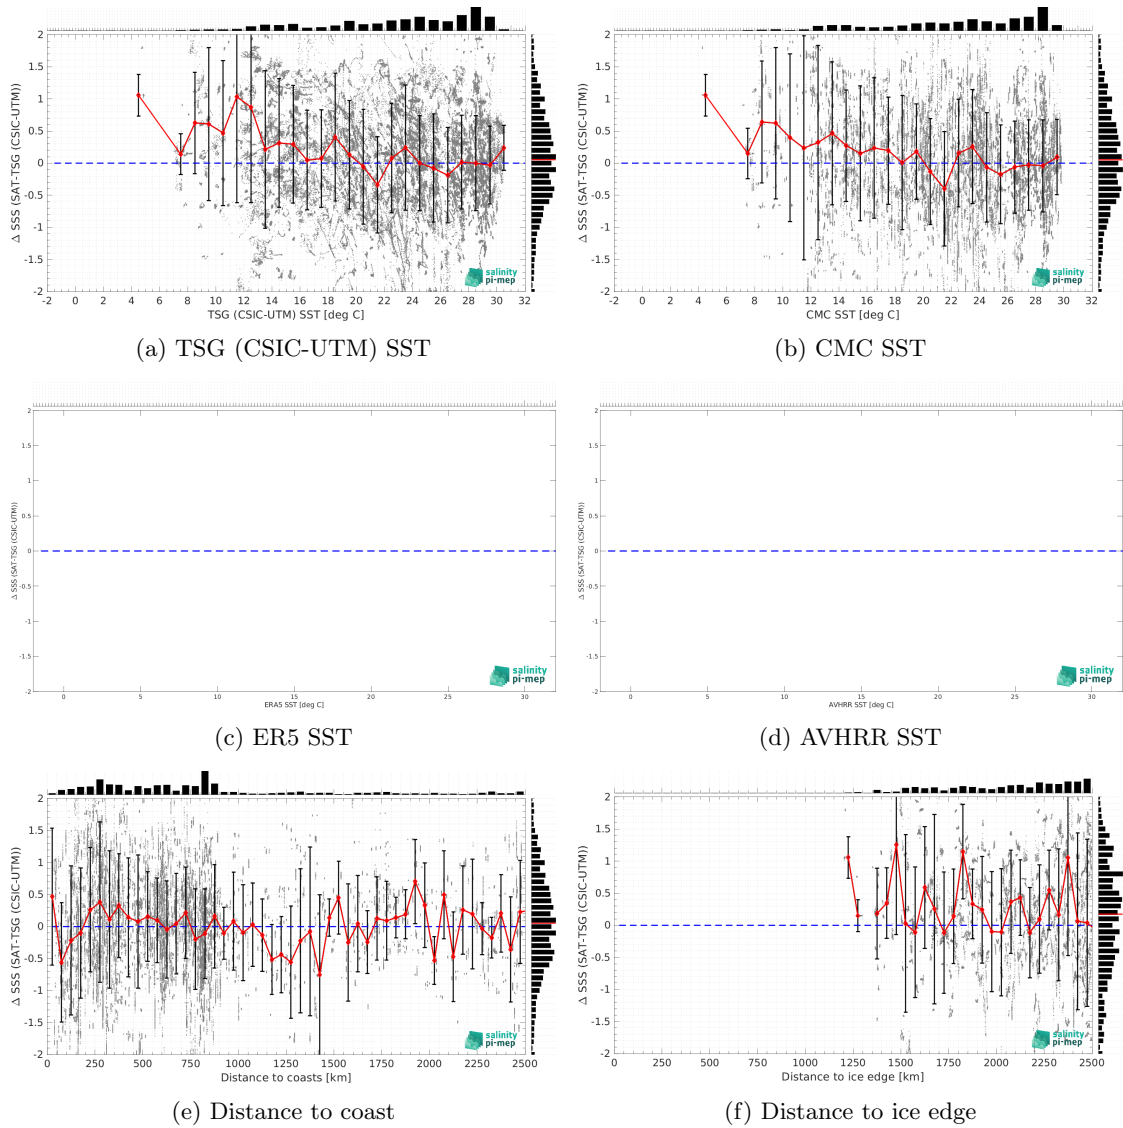 2
1.5
1
0.5
0
-0.5
-1
-1.5
-2
Δ SSS (SAT-TSG (CSIC-UTM))
salinity
pi-mep
-2 0 2 4 6 8 10 12 14 16 18 20 22 24 26 28 30 32
TSG (CSIC-UTM) SST [deg C]
(a) TSG (CSIC-UTM) SST
2
1.5
1
0.5
0
-0.5
-1
-1.5
-2
Δ SSS (SAT-TSG (CSIC-UTM))
salinity
pi-mep
-2 0 2 4 6 8 10 12 14 16 18 20 22 24 26 28 30 32
CMC SST [deg C]
(b) CMC SST
2
1.5
1
0.5
0
-0.5
-1
-1.5
-2
Δ SSS (SAT-TSG (CSIC-UTM))
salinity
pi-mep
0 5 10 15 20 25 30
ERA5 SST [deg C]
(c) ER5 SST
2
1.5
1
0.5
0
-0.5
-1
-1.5
-2
Δ SSS (SAT-TSG (CSIC-UTM))
salinity
pi-mep
0 5 10 15 20 25 30
AVHRR SST [deg C]
(d) AVHRR SST
2
1.5
1
0.5
0
-0.5
-1
-1.5
-2
Δ SSS (SAT-TSG (CSIC-UTM))
salinity
pi-mep
0 250 500 750 1000 1250 1500 1750 2000 2250 2500
Distance to coasts [km]
(e) Distance to coast
2
1.5
1
0.5
0
-0.5
-1
-1.5
-2
Δ SSS (SAT-TSG (CSIC-UTM))
salinity
pi-mep
0 250 500 750 1000 1250 1500 1750 2000 2250 2500
Distance to ice edge [km]
(f) Distance to ice edge